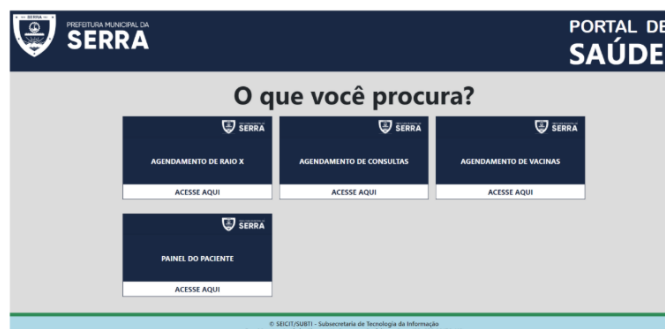 PREFEITURA MUNICIPAL DA
SERRA
PORTAL DE
SAÚDE
O que você procura?
SERRA
AGENDAMENTO DE RAIO X
ACESSE AQUI
SERRA
AGENDAMENTO DE CONSULTAS
ACESSE AQUI
SERRA
AGENDAMENTO DE VACINAS
ACESSE AQUI
SERRA
PAINEL DO PACIENTE
ACESSE AQUI
© SEICIT/SUBTI - Subsecretaria de Tecnologia da Informação